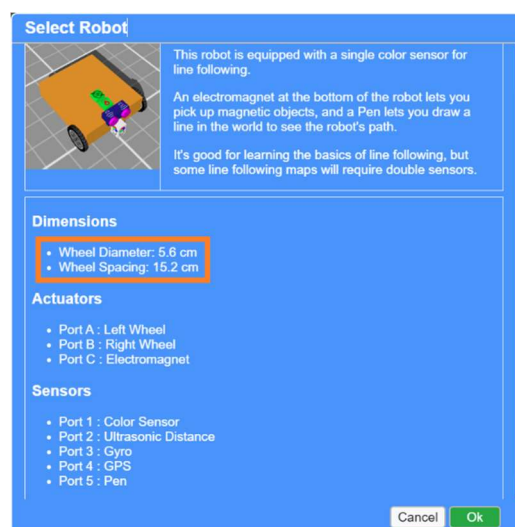 Select Robot
This robot is equipped with a single color sensor for
line following.
An electromagnet at the bottom of the robot lets you
pick up magnetic objects, and a Pen lets you draw a
line in the world to see the robot's path.
It's good for learning the basics of line following, but
some line following maps will require double sensors.
Dimensions
• Wheel Diameter: 5.6 cm
• Wheel Spacing: 15.2 cm
Actuators
• Port A : Left Wheel
• Port B : Right Wheel
• Port C : Electromagnet
Sensors
• Port 1 : Color Sensor
• Port 2 : Ultrasonic Distance
• Port 3 : Gyro
• Port 4 : GPS
• Port 5 : Pen
Cancel Ok